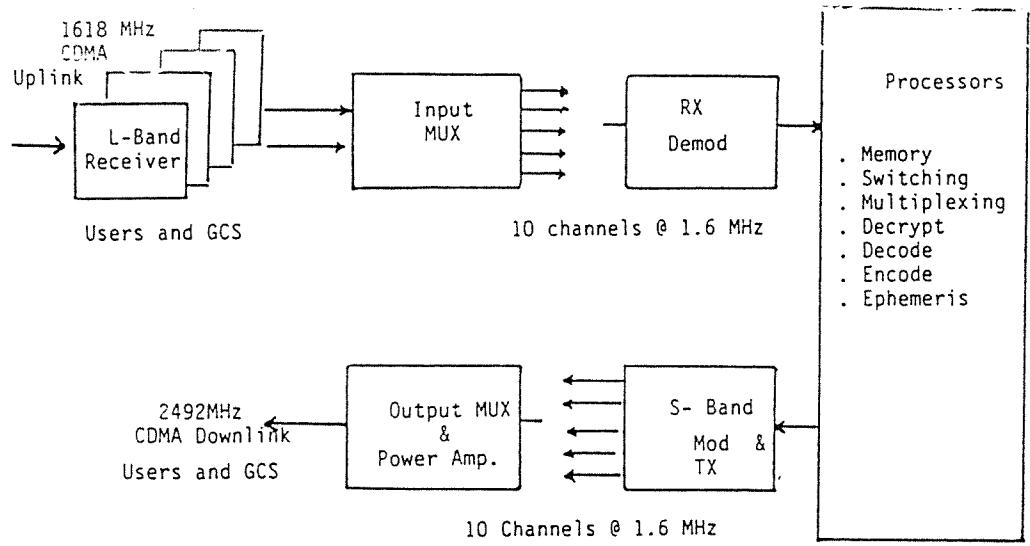 1618 MHz
CDMA
Uplink
L-Band
Receiver
Users and GCS
Input
MUX
10 channels @ 1.6 MHz
RX
Demod
Processors
. Memory
. Switching
. Multiplexing
. Decrypt
. Decode
. Encode
. Ephemeris
S- Band
Mod &
TX
10 Channels @ 1.6 MHz
Output MUX
&
Power Amp.
2492MHz
CDMA Downlink
Users and GCS